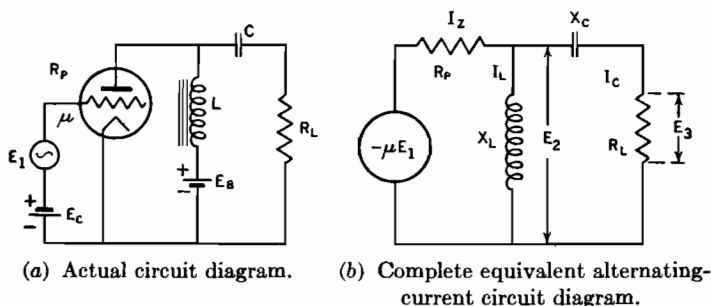 C
R_P
μ
L
R_L
E_1
+
-
E_C
+
-
E_B
(a) Actual circuit diagram.
I_Z
X_C
R_P
I_L
I_C
-μE_1
X_L
E_2
R_L
E_3
(b) Complete equivalent alternating-
current circuit diagram.